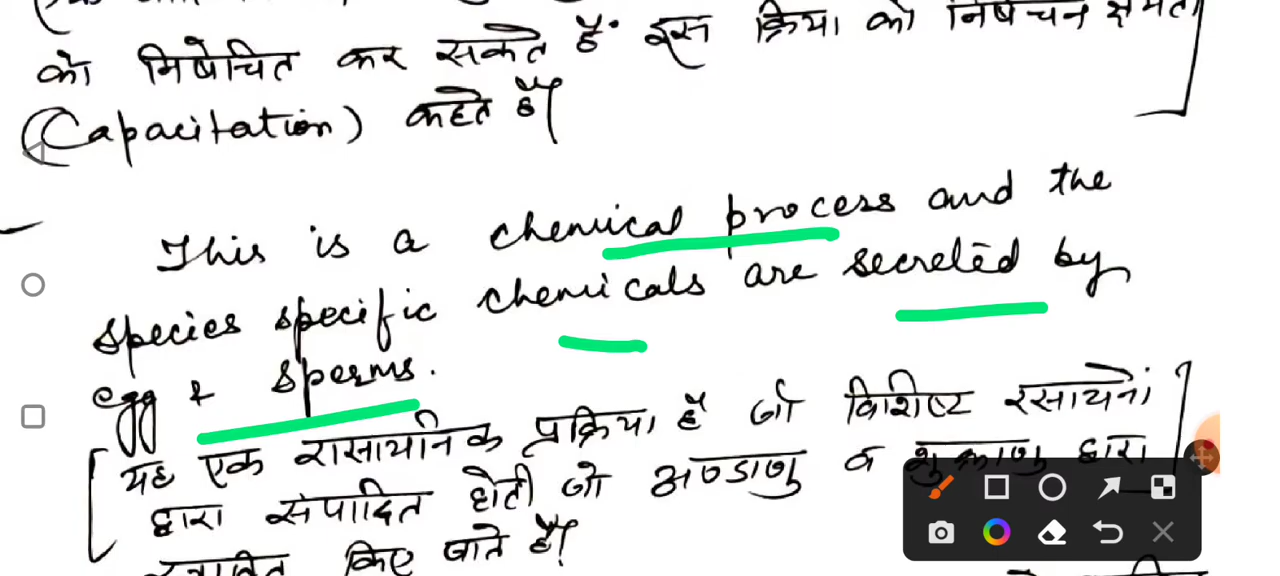 को निषेचित कर सकते हैं. इस क्रिया को निषेचन क्षमता
(Capacitation) कहते हैं।
This is a chemical process and the
species specific chemicals are secreted by
egg & sperms.
यह एक रासायनिक प्रक्रिया है जो विशिष्ट रसायनों
द्वारा संपादित होती जो अण्डाणु व शुक्राणु द्वारा
किए जाते हैं।